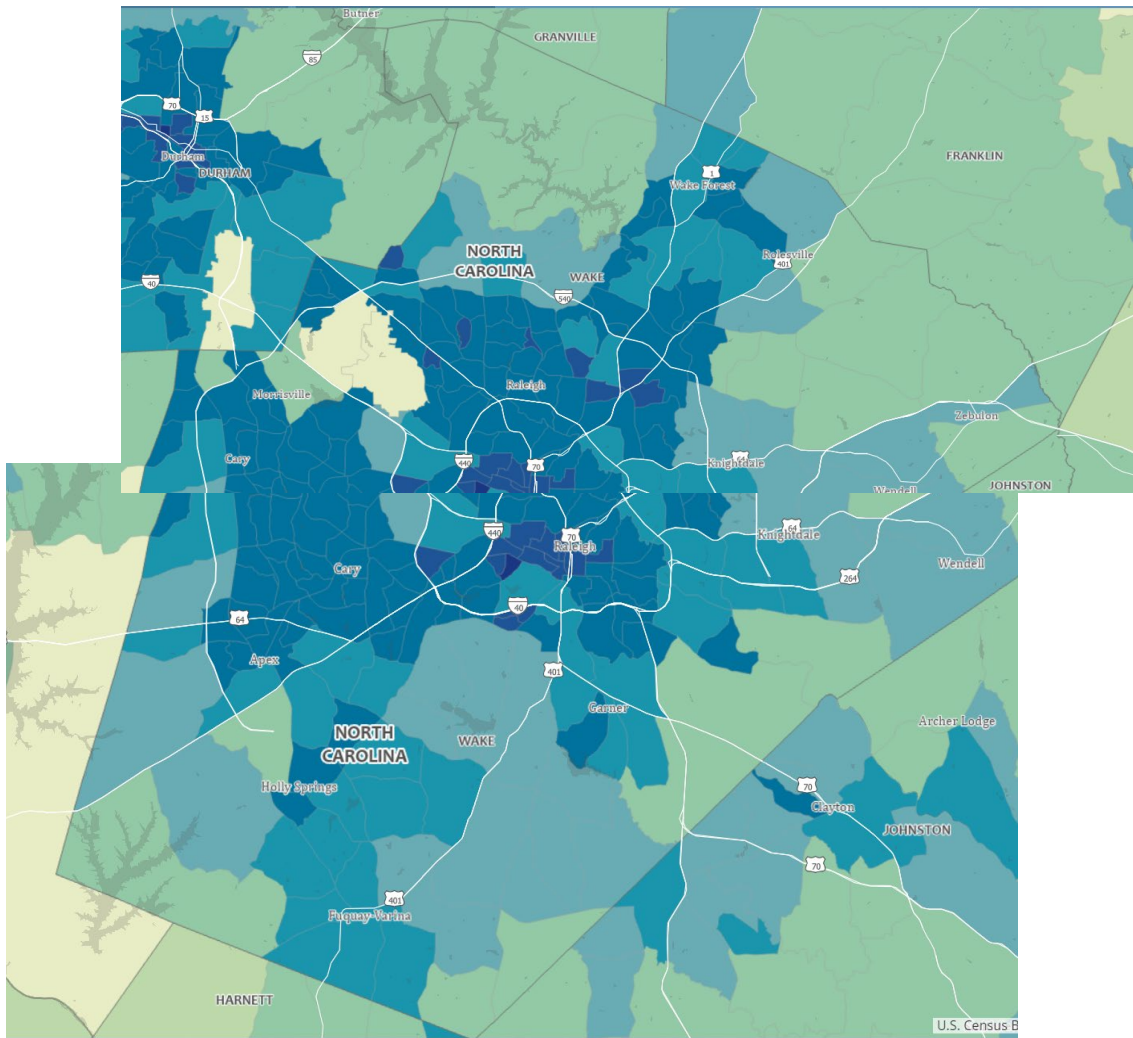 Butner
GRANVILLE
85
70
15
Durham
DURHAM
FRANKLIN
1
Wake Forest
NORTH
CAROLINA
WAKE
Rolesville
401
40
540
Raleigh
Morrisville
Zebulon
Cary
440
70
64
Knightdale
Wendell
JOHNSTON
440
70
Raleigh
64
Knightdale
Wendell
Cary
264
40
64
Apex
401
Garner
Archer Lodge
NORTH
CAROLINA
WAKE
Holly Springs
70
Clayton
JOHNSTON
70
401
Fuquay-Varina
HARNETT
U.S. Census B